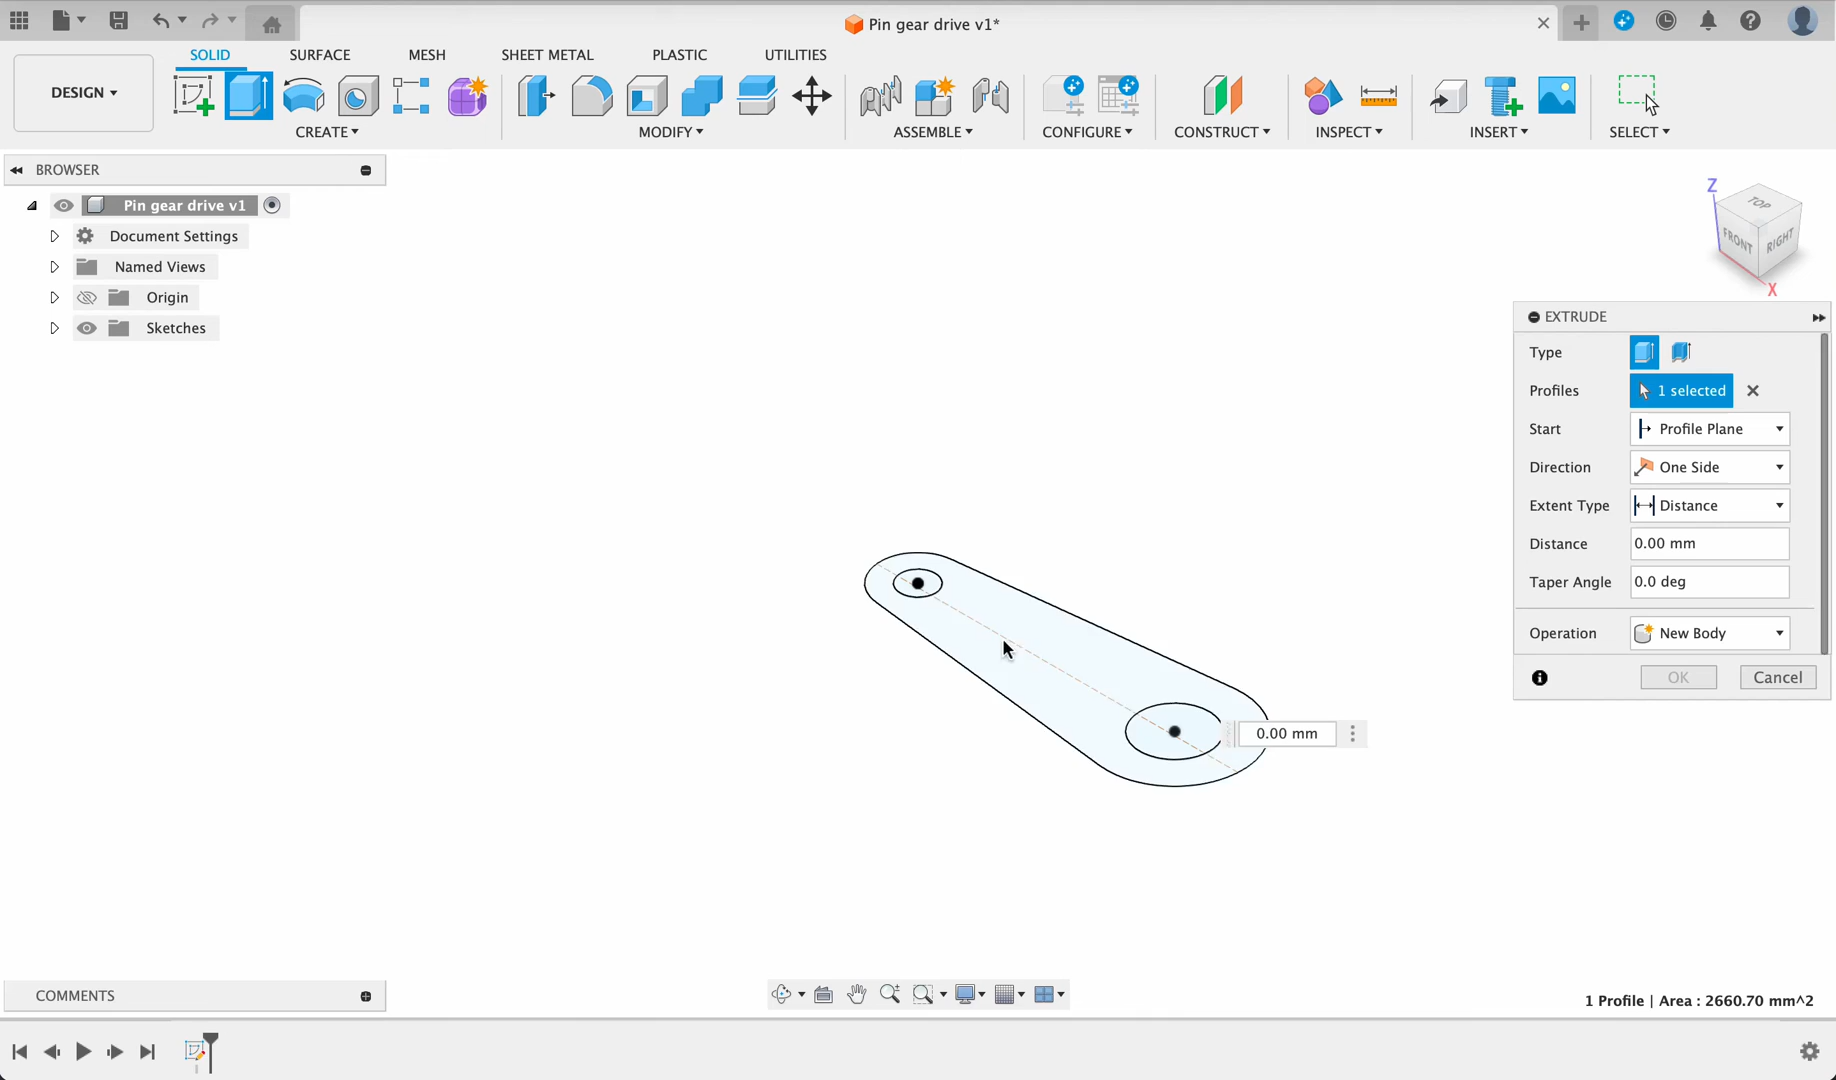 Pin gear drive v1*
SOLID
SURFACE
MESH
SHEET METAL
PLASTIC
UTILITIES
DESIGN
CREATE
MODIFY
ASSEMBLE
CONFIGURE
CONSTRUCT
INSPECT
INSERT
SELECT
BROWSER
Pin gear drive v1
Document Settings
Named Views
Origin
Sketches
Z
TOP
FRONT
RIGHT
X
EXTRUDE
Type
Profiles 1 selected
Start Profile Plane
Direction One Side
Extent Type Distance
Distance 0.00 mm
Taper Angle 0.0 deg
Operation New Body
OK Cancel
0.00 mm
COMMENTS
1 Profile | Area : 2660.70 mm^2